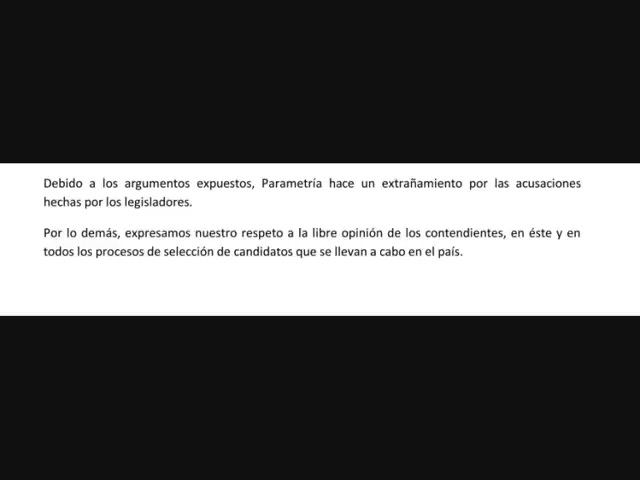 Debido a los argumentos expuestos, Parametría hace un extrañamiento por las acusaciones
hechas por los legisladores.
Por lo demás, expresamos nuestro respeto a la libre opinión de los contendientes, en éste y en
todos los procesos de selección de candidatos que se llevan a cabo en el país.